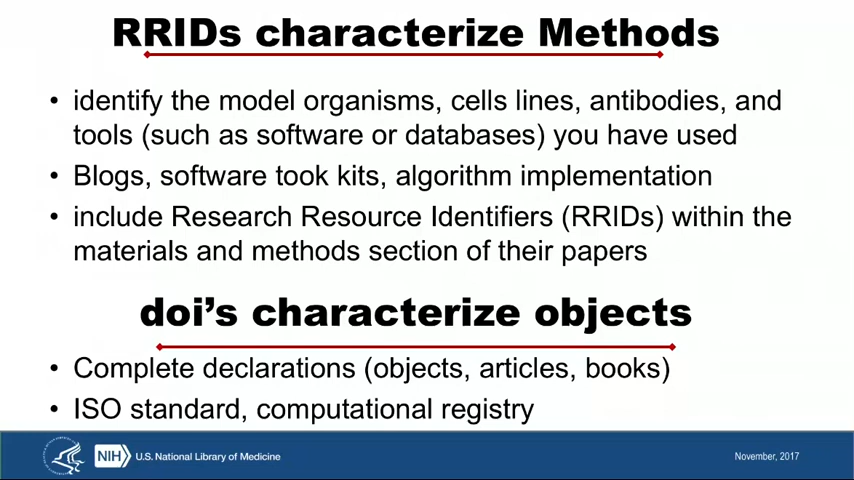 RRIDs characterize Methods
• identify the model organisms, cells lines, antibodies, and
tools (such as software or databases) you have used
• Blogs, software took kits, algorithm implementation
• include Research Resource Identifiers (RRIDs) within the
materials and methods section of their papers
doi's characterize objects
• Complete declarations (objects, articles, books)
• ISO standard, computational registry
NIH U.S. National Library of Medicine
November, 2017